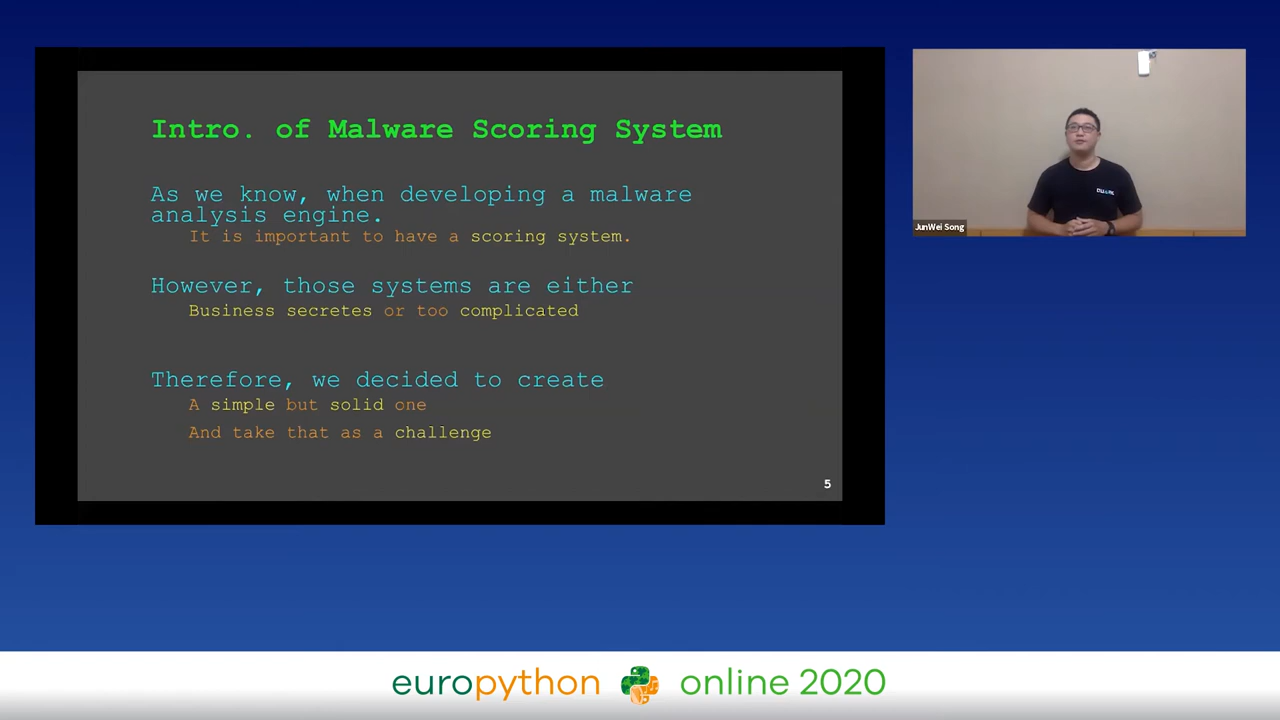 Intro. of Malware Scoring System
As we know, when developing a malware
analysis engine.
It is important to have a scoring system.
However, those systems are either
Business secretes or too complicated
Therefore, we decided to create
A simple but solid one
And take that as a challenge
5
JunWei Song
europython online 2020